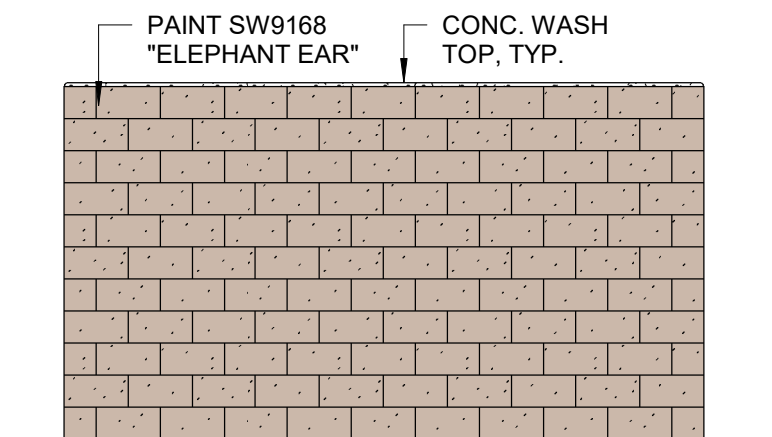 PAINT SW9168
"ELEPHANT EAR"
CONC. WASH
TOP, TYP.